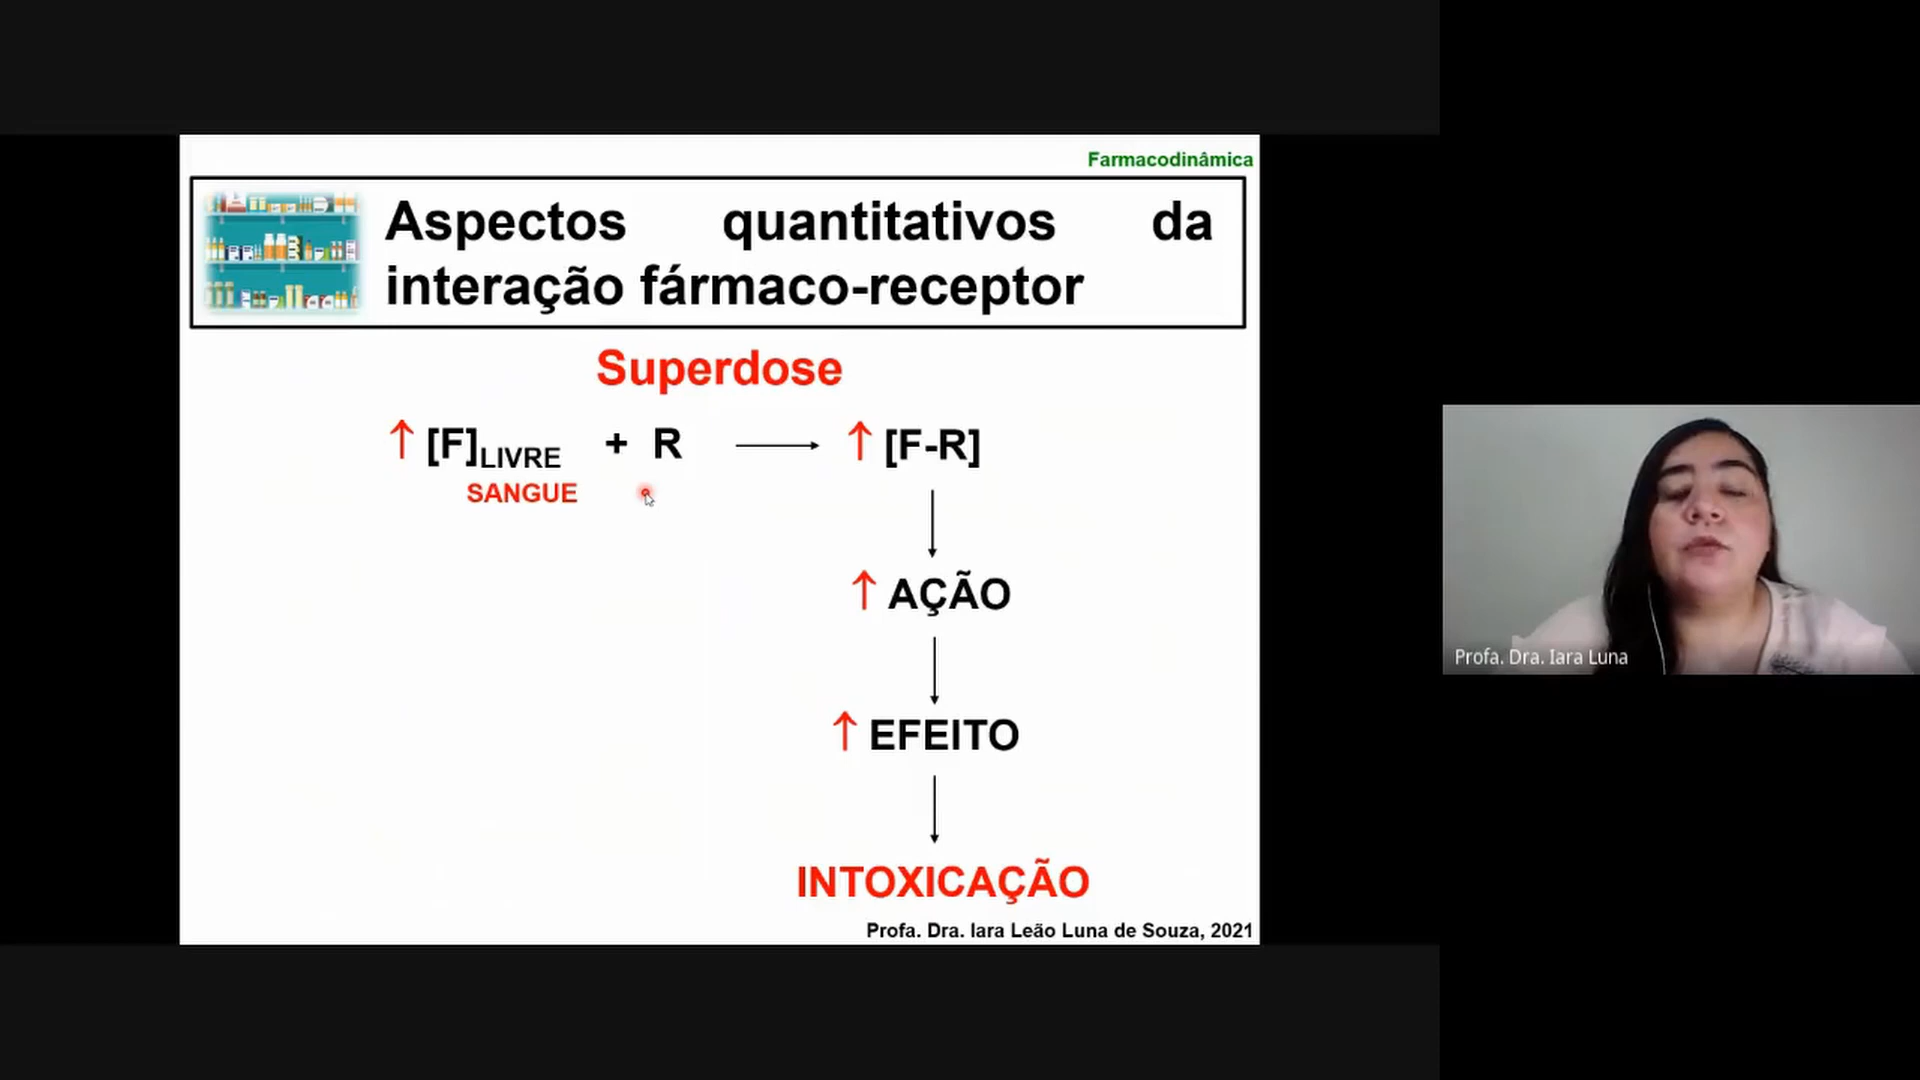 Farmacodinâmica
Aspectos quantitativos da
interação fármaco-receptor
Superdose
↑ [F]LIVRE + R ⟶ ↑ [F-R]
SANGUE
↑ AÇÃO
↑ EFEITO
INTOXICAÇÃO
Profa. Dra. Iara Leão Luna de Souza, 2021
Profa. Dra. Iara Luna